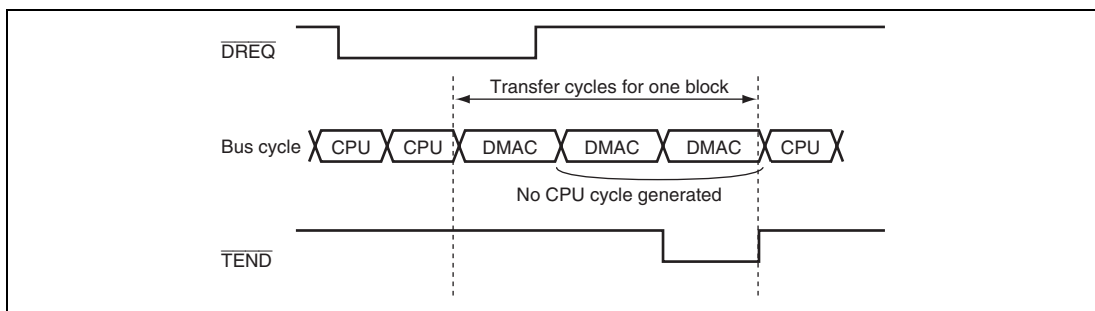 DREQ
Transfer cycles for one block
Bus cycle CPU CPU DMAC DMAC DMAC CPU
No CPU cycle generated
TEND